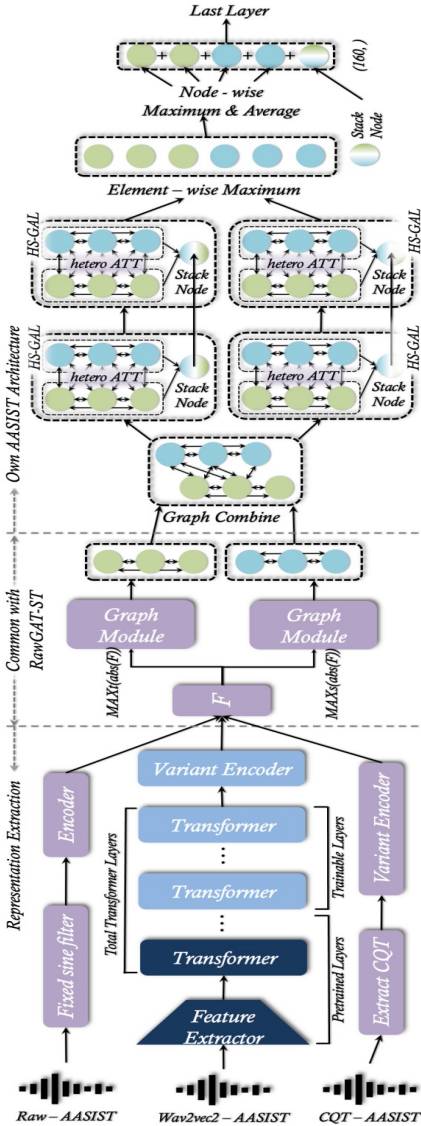 Last Layer
+ + + +
(160,)
Node - wise
Maximum & Average
Stack
Node
Element – wise Maximum
HS-GAL
hetero ATT
Stack
Node
HS-GAL
hetero ATT
Stack
Node
HS-GAL
hetero ATT
Stack
Node
HS-GAL
hetero ATT
Stack
Node
Own AASIST Architecture
Graph Combine
Common with
RawGAT-ST
Graph
Module
Graph
Module
MAXt(abs(F))
MAXs(abs(F))
F
Representation Extraction
Encoder
Fixed sine filter
Raw – AASIST
Variant Encoder
Total Transformer Layers
Transformer
...
Transformer
...
Transformer
Trainable Layers
Pretrained Layers
Feature
Extractor
Wav2vec2 – AASIST
Variant Encoder
Extract CQT
CQT – AASIST